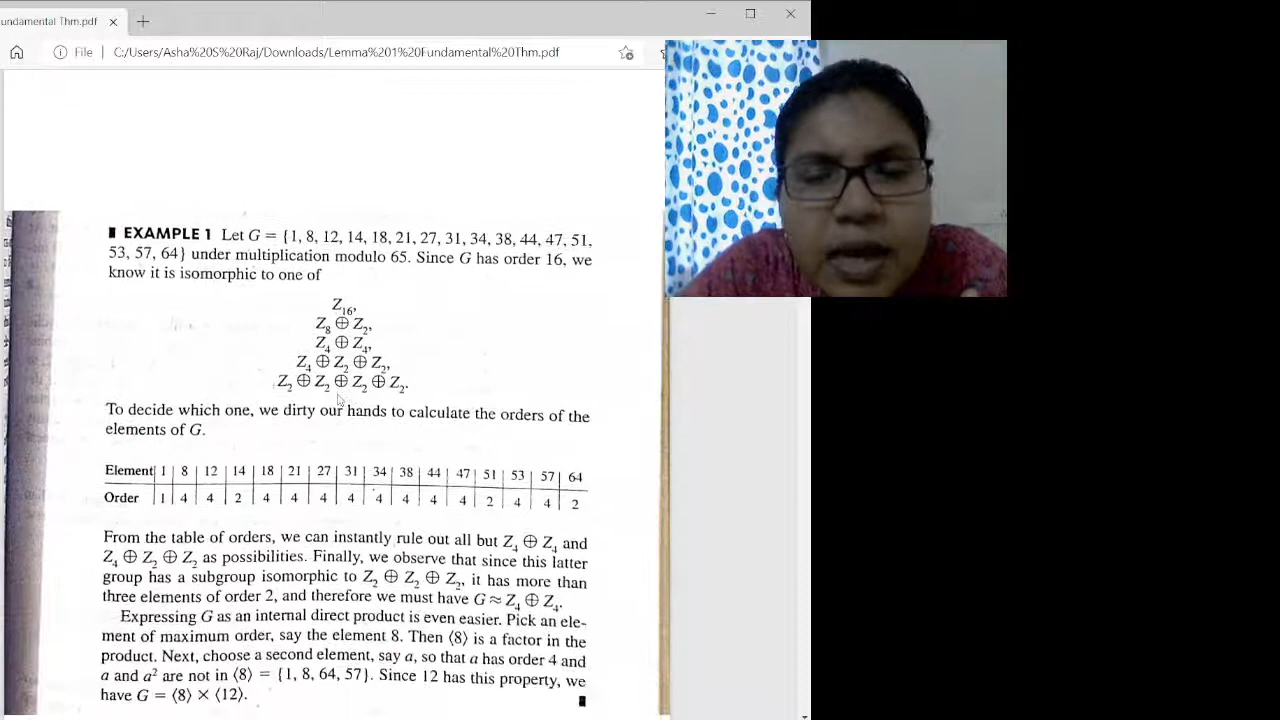 undamental Thm.pdf
File C:/Users/Asha%20S%20Raj/Downloads/Lemma%201%20Fundamental%20Thm.pdf
EXAMPLE 1 Let G = {1, 8, 12, 14, 18, 21, 27, 31, 34, 38, 44, 47, 51,
53, 57, 64} under multiplication modulo 65. Since G has order 16, we
know it is isomorphic to one of
Z₁₆,
Z₈ ⊕ Z₂,
Z₄ ⊕ Z₄,
Z₄ ⊕ Z₂ ⊕ Z₂,
Z₂ ⊕ Z₂ ⊕ Z₂ ⊕ Z₂.
To decide which one, we dirty our hands to calculate the orders of the
elements of G.
Element 1 8 12 14 18 21 27 31 34 38 44 47 51 53 57 64
Order 1 4 4 2 4 4 4 4 4 4 4 4 2 4 4 2
From the table of orders, we can instantly rule out all but Z₄ ⊕ Z₄ and
Z₄ ⊕ Z₂ ⊕ Z₂ as possibilities. Finally, we observe that since this latter
group has a subgroup isomorphic to Z₂ ⊕ Z₂ ⊕ Z₂, it has more than
three elements of order 2, and therefore we must have G ≈ Z₄ ⊕ Z₄.
Expressing G as an internal direct product is even easier. Pick an ele-
ment of maximum order, say the element 8. Then ⟨8⟩ is a factor in the
product. Next, choose a second element, say a, so that a has order 4 and
a and a² are not in ⟨8⟩ = {1, 8, 64, 57}. Since 12 has this property, we
have G = ⟨8⟩ × ⟨12⟩.